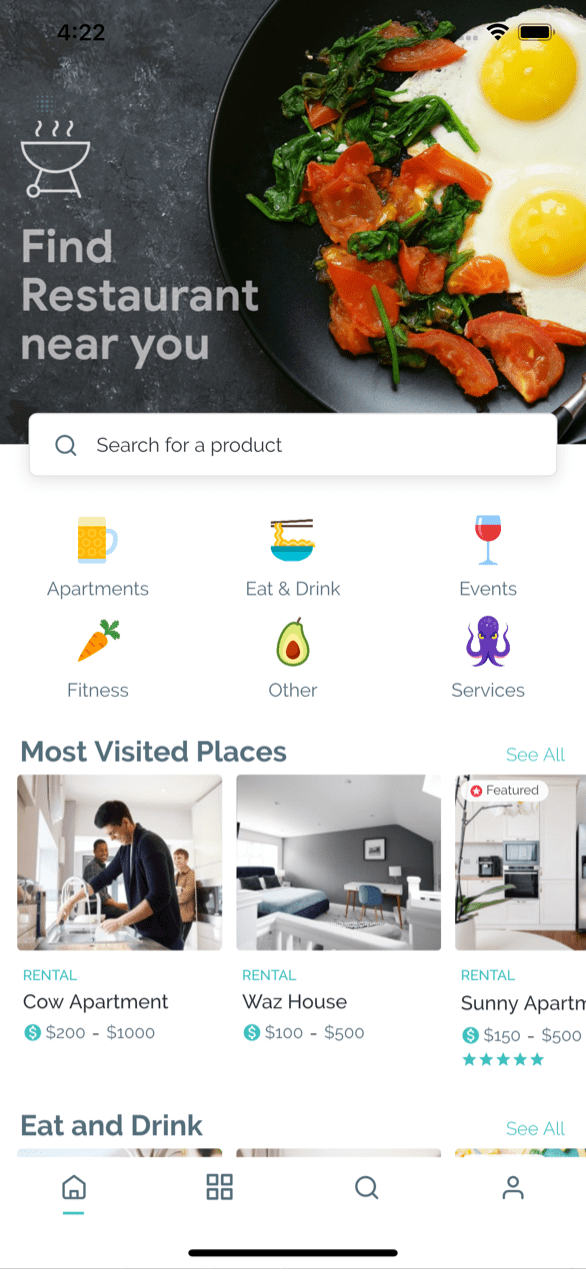 4:22
Find
Restaurant
near you
Search for a product
Apartments
Eat & Drink
Events
Fitness
Other
Services
Most Visited Places
See All
Featured
RENTAL
Cow Apartment
$200 - $1000
RENTAL
Waz House
$100 - $500
RENTAL
Sunny Apartm
$150 - $500
Eat and Drink
See All